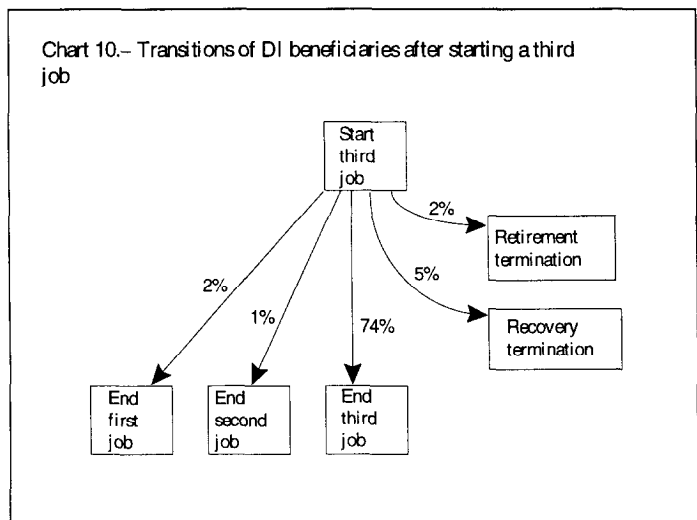 Chart 10.– Transitions of DI beneficiaries after starting a third
job
Start
third
job
2%
Retirement
termination
5%
Recovery
termination
2%
1%
74%
End
first
job
End
second
job
End
third
job